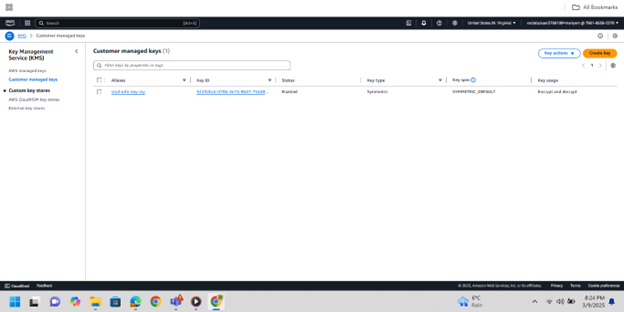 All Bookmarks
aws
Search
[Alt+S]
United States (N. Virginia)
KMS > Customer managed keys
Key Management Service (KMS)
AWS managed keys
Customer managed keys
Custom key stores
AWS CloudHSM key stores
External key stores
Customer managed keys (1)
Key actions
Create key
Filter keys by properties or tags
1
Aliases
Key ID
Status
Key type
Key spec
Key usage
Enabled
Symmetric
SYMMETRIC_DEFAULT
Encrypt and decrypt
CloudShell
Feedback
© 2025, Amazon Web Services, Inc. or its affiliates.
Privacy
Terms
Cookie preferences
6°C
Rain
8:24 PM
3/9/2025